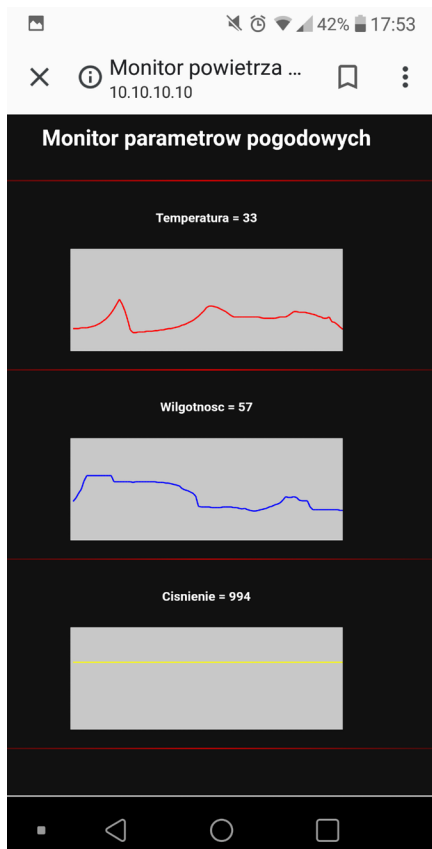 42% 17:53
Monitor powietrza ...
10.10.10.10
Monitor parametrow pogodowych
Temperatura = 33
Wilgotnosc = 57
Cisnienie = 994